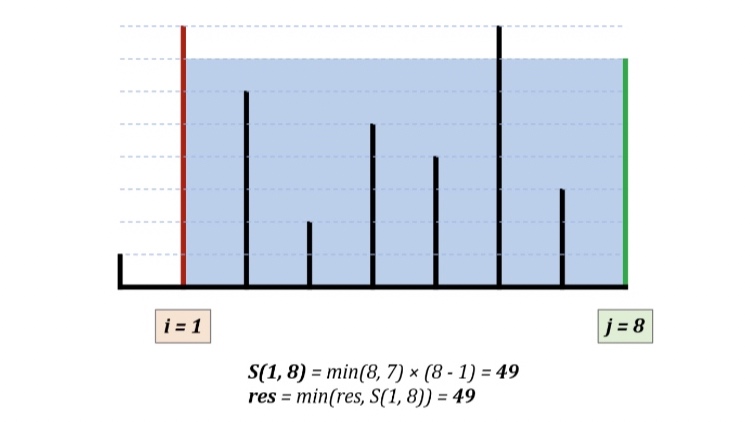 i = 1
j = 8
S(1, 8) = min(8, 7) × (8 - 1) = 49
res = min(res, S(1, 8)) = 49